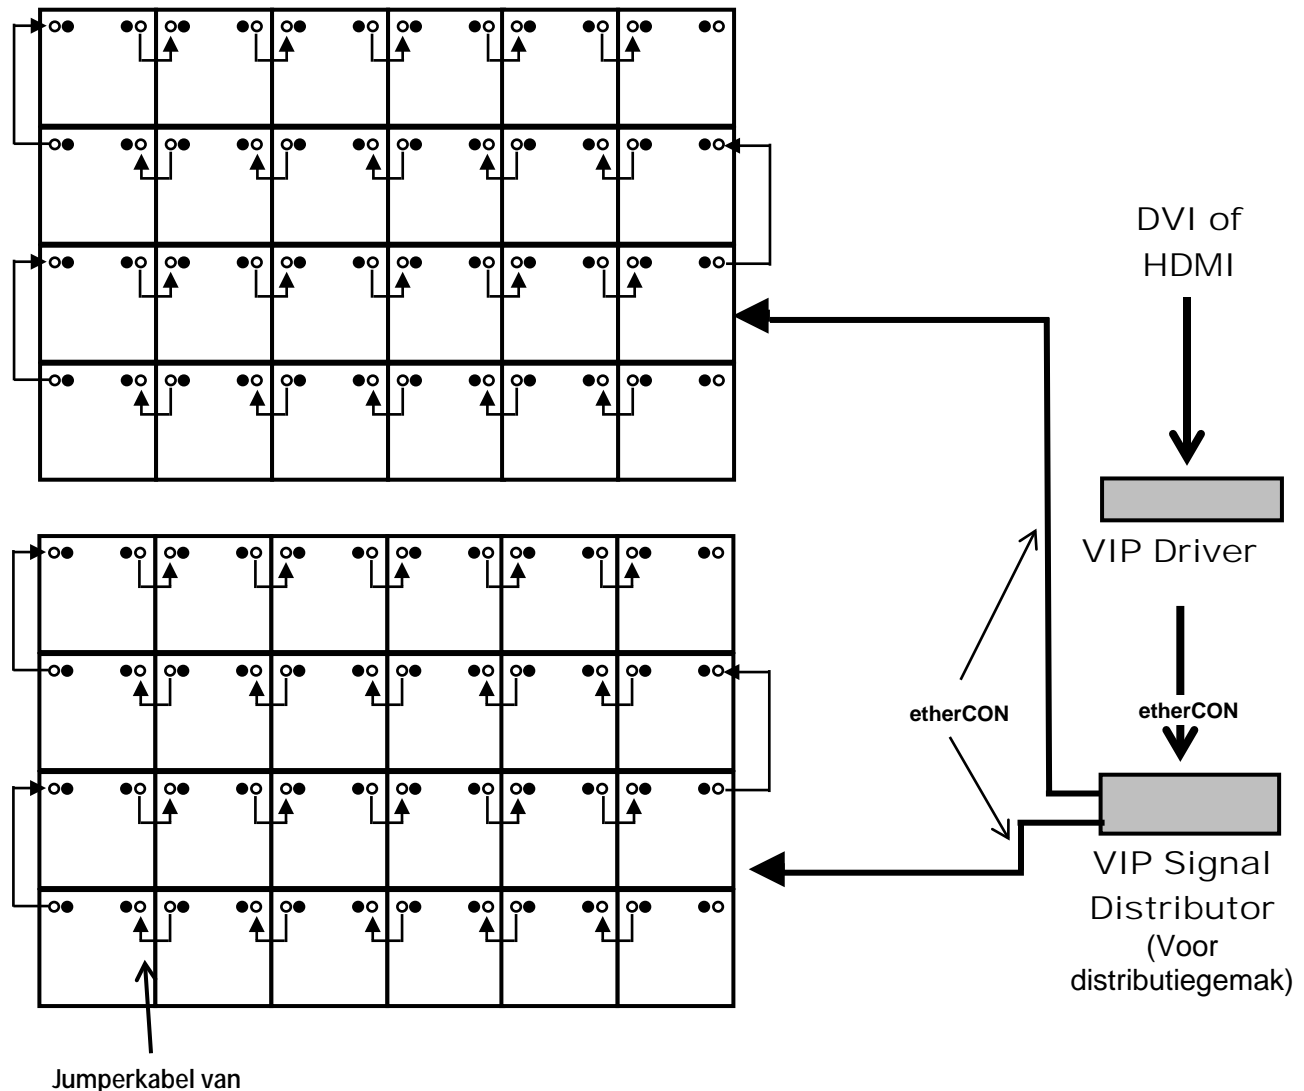 DVI of
HDMI
VIP Driver
etherCON
etherCON
VIP Signal
Distributor
(Voor
distributiegemak)
Jumperkabel van